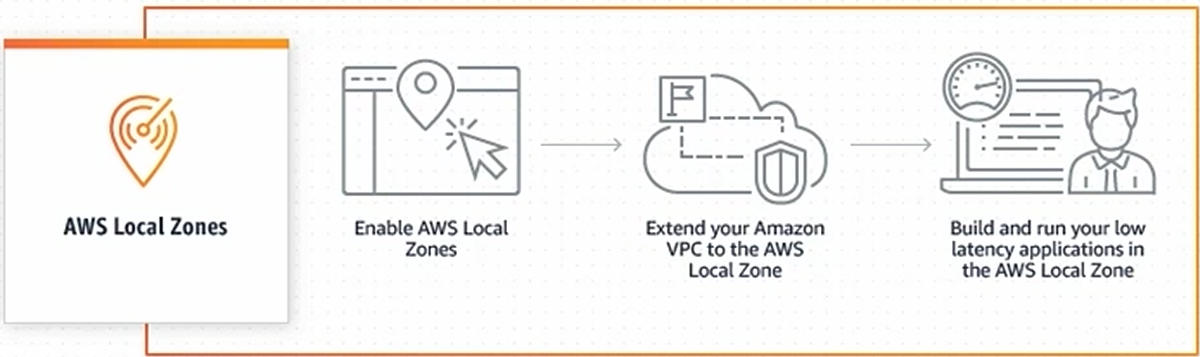 AWS Local Zones
Enable AWS Local
Zones
Extend your Amazon
VPC to the AWS
Local Zone
Build and run your low
latency applications in
the AWS Local Zone